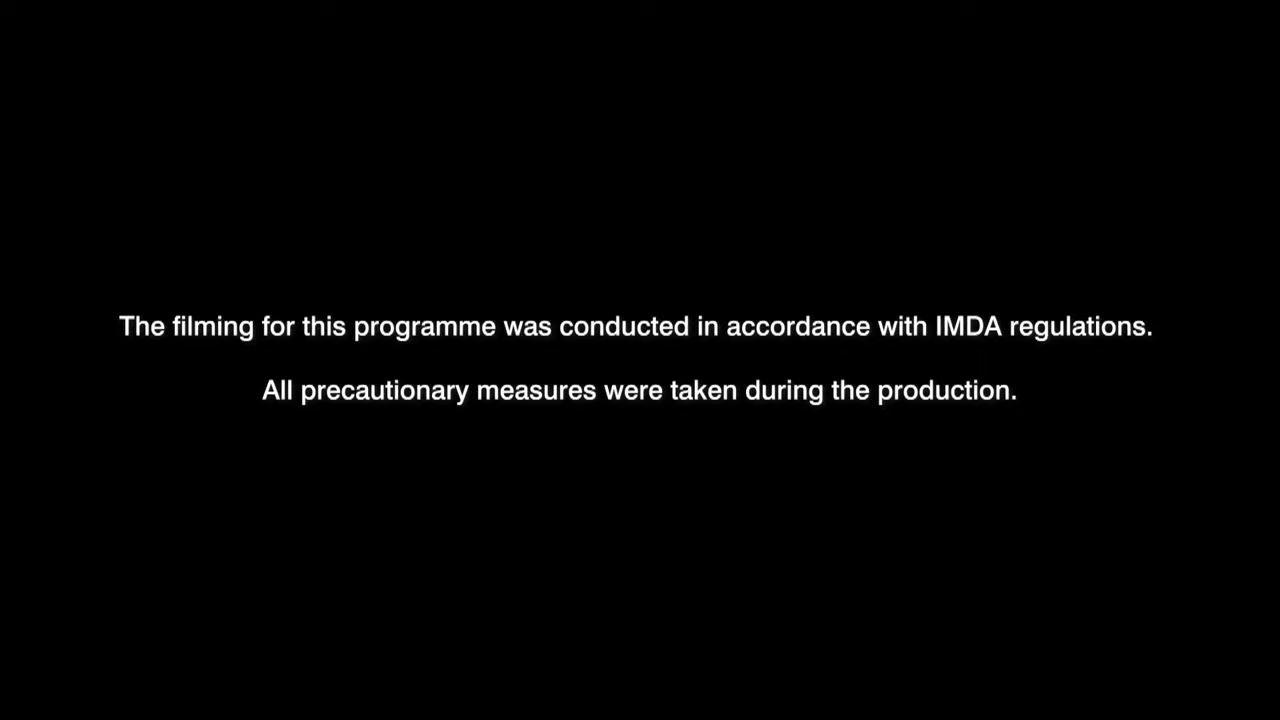 The filming for this programme was conducted in accordance with IMDA regulations.
All precautionary measures were taken during the production.